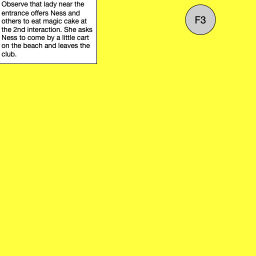 Observe that lady near the
entrance offers Ness and
others to eat magic cake at
the 2nd interaction. She asks
Ness to come by a little cart
on the beach and leaves the
club.
F3